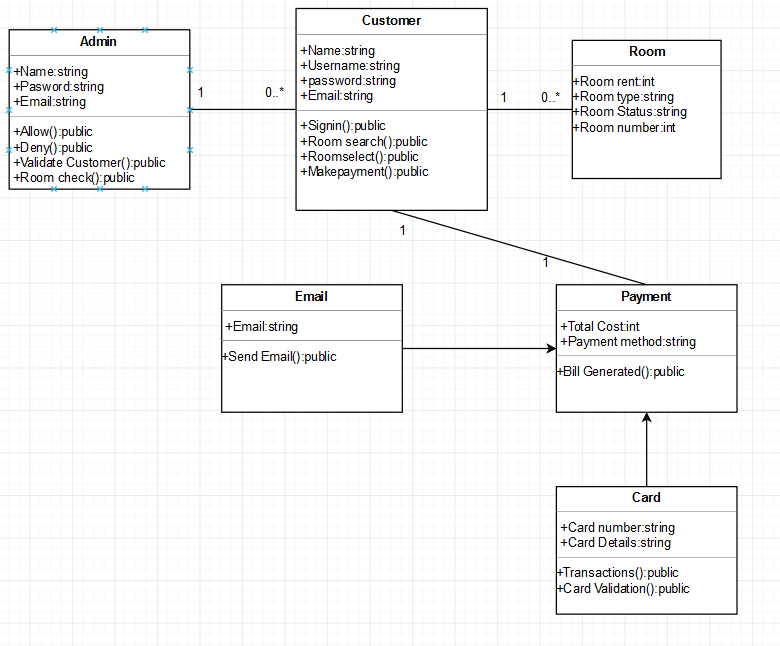 Admin
+Name:string
+Pasword:string
+Email:string
+Allow():public
+Deny():public
+Validate Customer():public
+Room check():public
1
0..*
Customer
+Name:string
+Username:string
+password:string
+Email:string
+Signin():public
+Room search():public
+Roomselect():public
+Makepayment():public
1
0..*
Room
+Room rent:int
+Room type:string
+Room Status:string
+Room number:int
1
1
Email
+Email:string
+Send Email():public
Payment
+Total Cost:int
+Payment method:string
+Bill Generated():public
Card
+Card number:string
+Card Details:string
+Transactions():public
+Card Validation():public